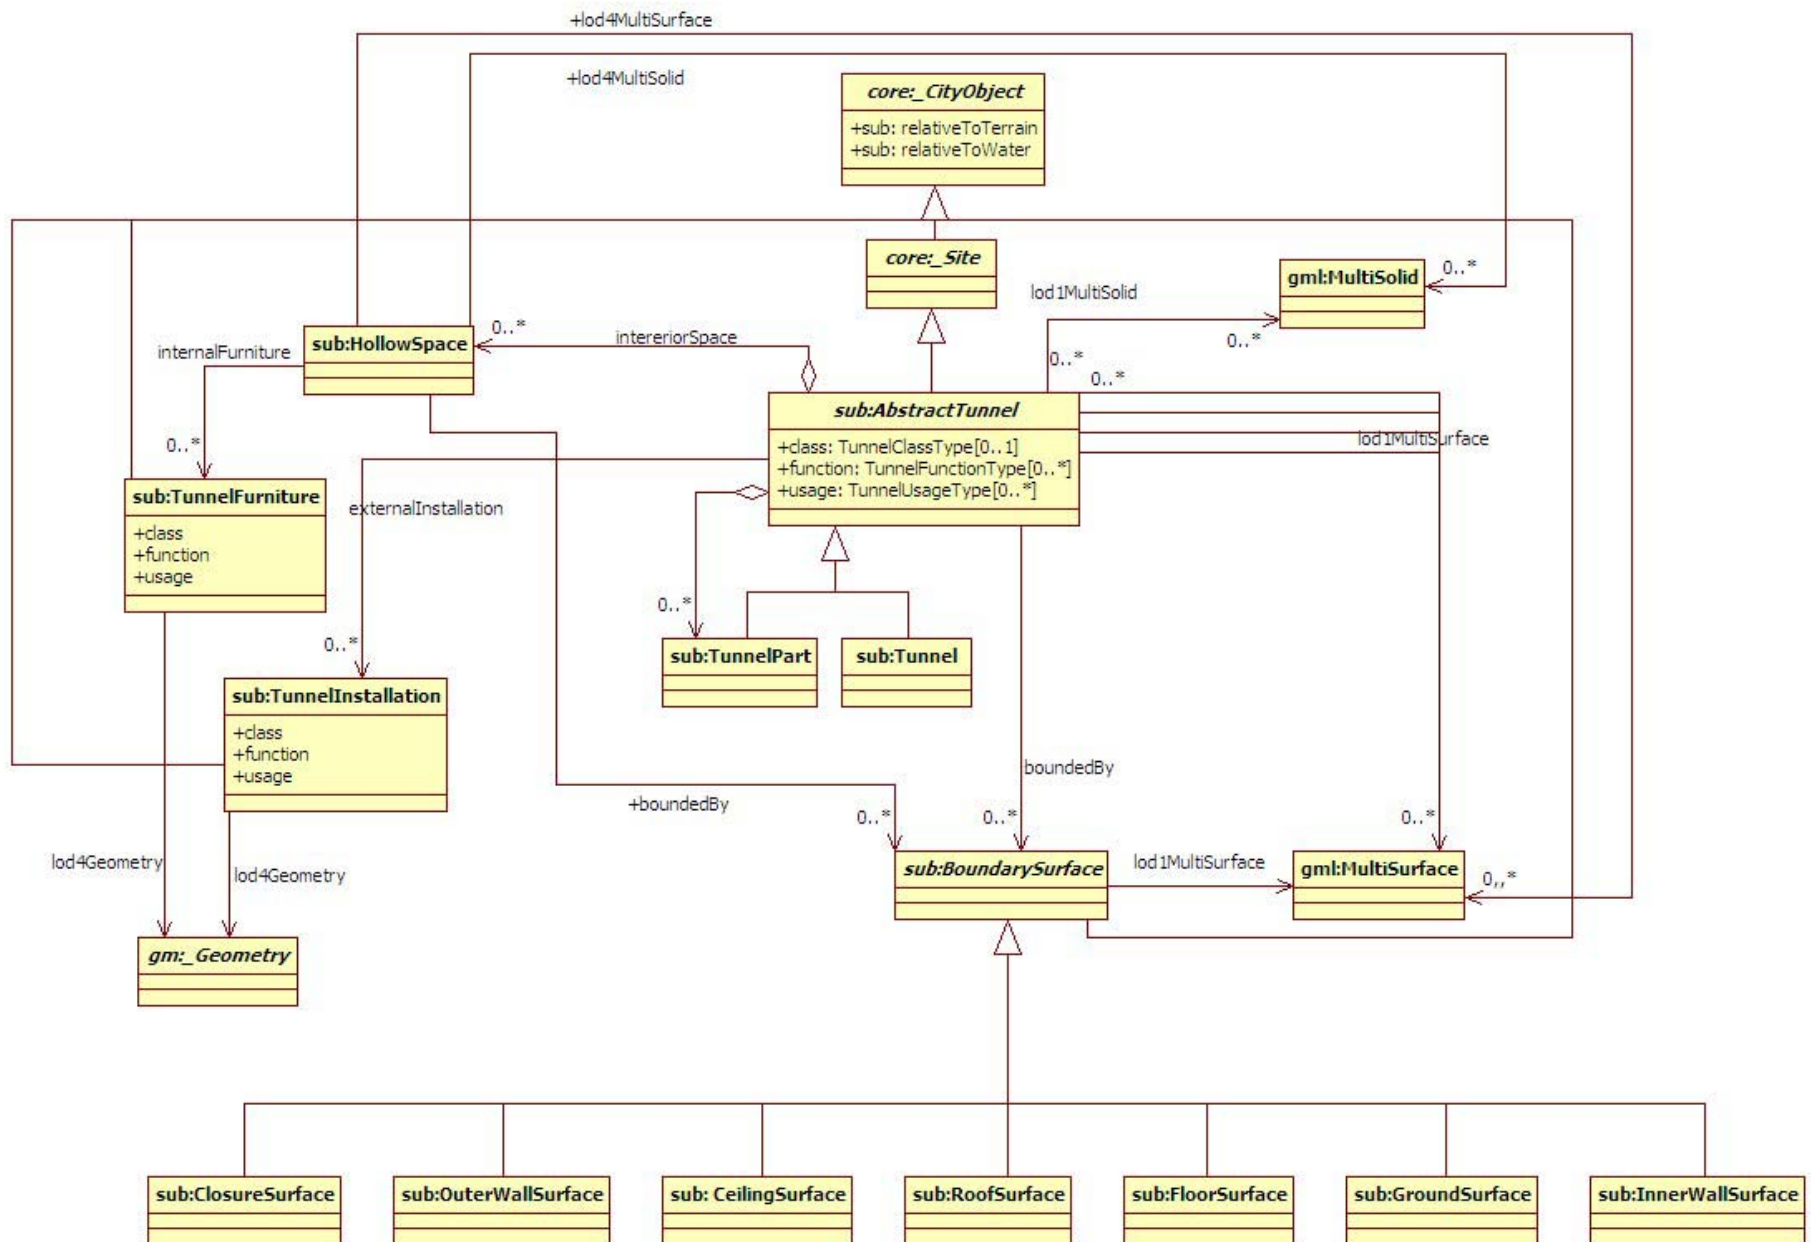 +lod4MultiSurface
+lod4MultiSolid
core:_CityObject
+sub: relativeToTerrain
+sub: relativeToWater
core:_Site
gml:MultiSolid
0..*
lod1MultiSolid
0..*
0..*
0..*
sub:HollowSpace
0..*
intereriorSpace
internalFurniture
0..*
sub:AbstractTunnel
+class: TunnelClassType[0..1]
+function: TunnelFunctionType[0..*]
+usage: TunnelUsageType[0..*]
lod1MultiSurface
sub:TunnelFurniture
+class
+function
+usage
externalInstallation
0..*
0..*
sub:TunnelPart
sub:Tunnel
sub:TunnelInstallation
+class
+function
+usage
boundedBy
+boundedBy
0..*
0..*
0..*
lod4Geometry
lod4Geometry
sub:BoundarySurface
lod1MultiSurface
gml:MultiSurface
0,,*
gm:_Geometry
sub:ClosureSurface
sub:OuterWallSurface
sub: CeilingSurface
sub:RoofSurface
sub:FloorSurface
sub:GroundSurface
sub:InnerWallSurface